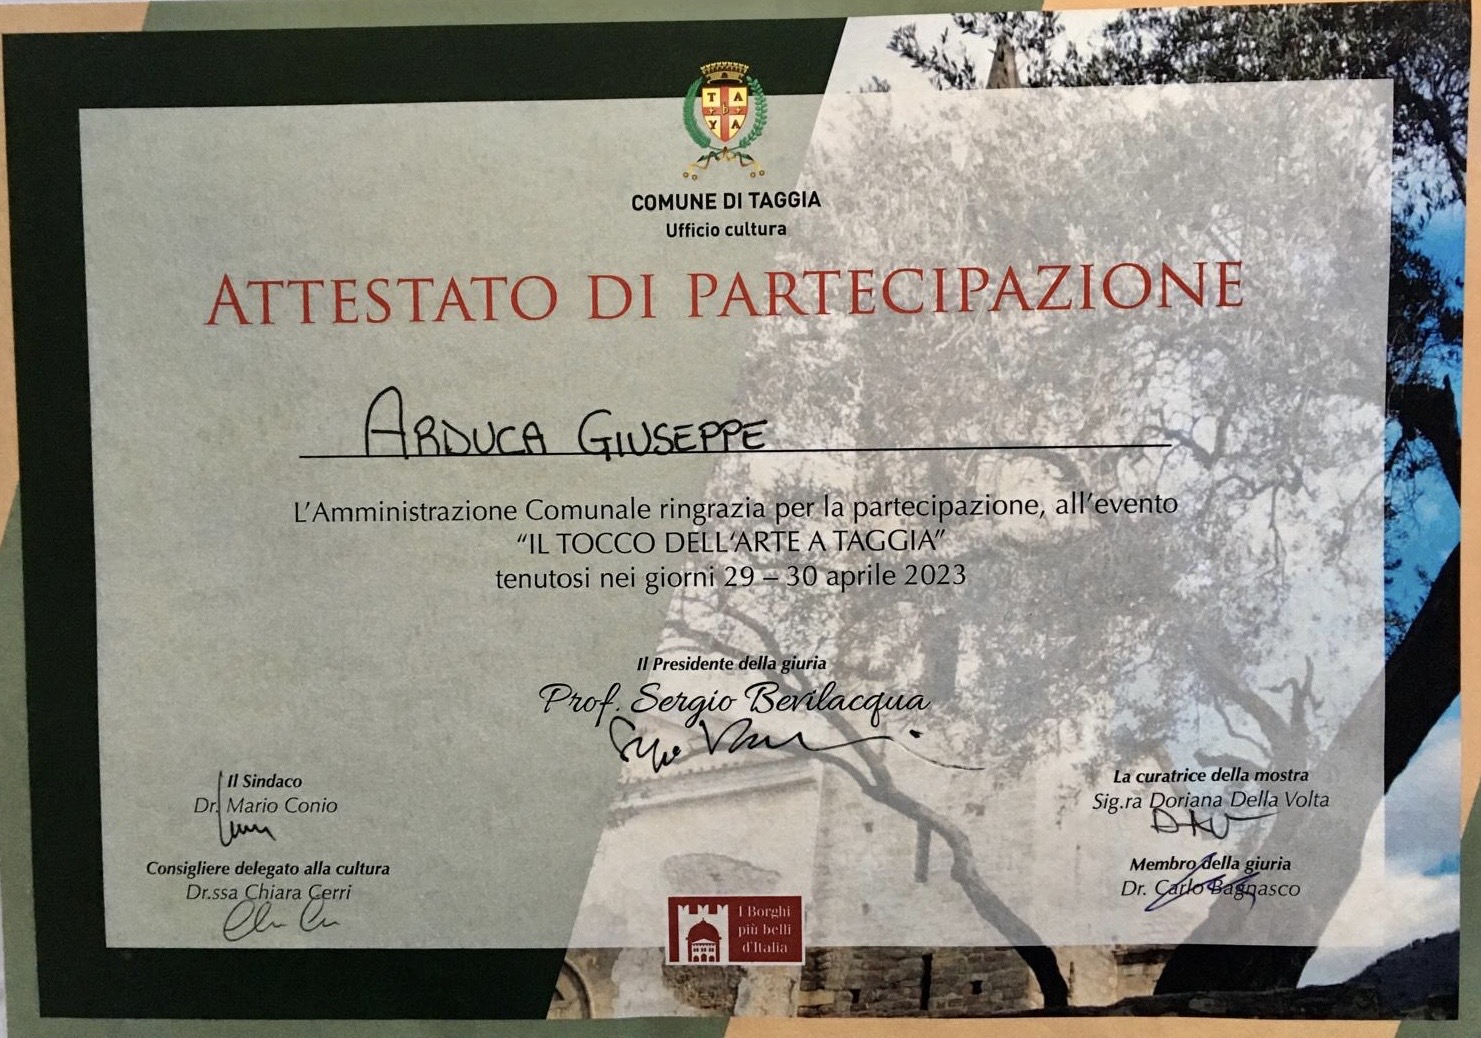 T A
Y A
COMUNE DI TAGGIA
Ufficio cultura
ATTESTATO DI PARTECIPAZIONE
ARDUCA GIUSEPPE
L'Amministrazione Comunale ringrazia per la partecipazione, all'evento
"IL TOCCO DELL'ARTE A TAGGIA"
tenutosi nei giorni 29 – 30 aprile 2023
Il Presidente della giuria
Prof. Sergio Bevilacqua
Il Sindaco
Dr. Mario Conio
Consigliere delegato alla cultura
Dr.ssa Chiara Cerri
La curatrice della mostra
Sig.ra Doriana Della Volta
Membro della giuria
Dr. Carlo Bagnasco
I Borghi
più belli
d'Italia